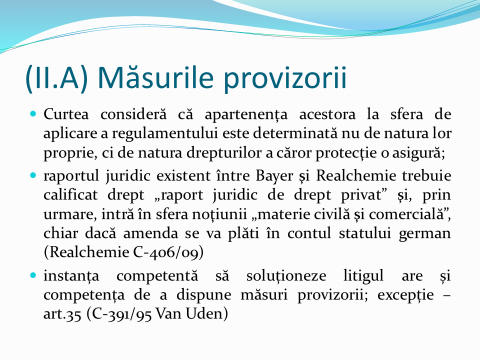 (II.A) Măsurile provizorii
Curtea consideră că apartenența acestora la sfera de
aplicare a regulamentului este determinată nu de natura lor
proprie, ci de natura drepturilor a căror protecție o asigură;
raportul juridic existent între Bayer și Realchemie trebuie
calificat drept „raport juridic de drept privat” și, prin
urmare, intră în sfera noțiunii „materie civilă și comercială”,
chiar dacă amenda se va plăti în contul statului german
(Realchemie C-406/09)
instanța competentă să soluționeze litigul are și
competența de a dispune măsuri provizorii; excepție –
art.35 (C-391/95 Van Uden)